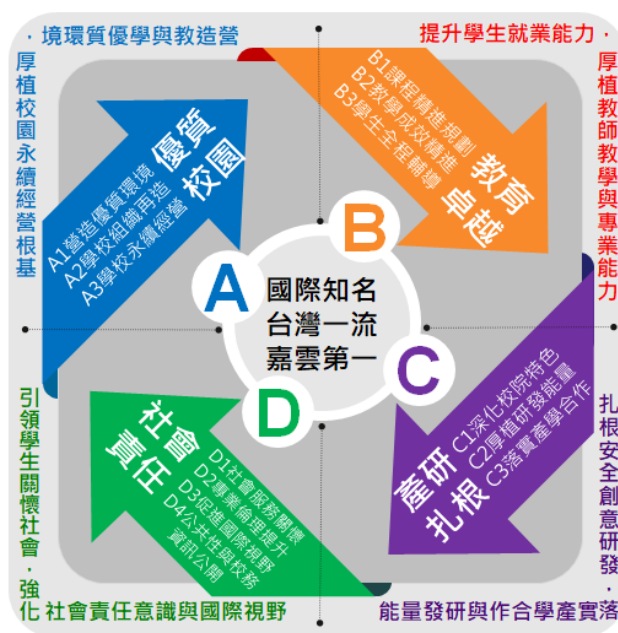 ．境環質優學與教造營
提升學生就業能力．
厚植校園永續經營根基
厚植教師教學與專業能力
優質
校園
A1營造優質環境
A2學校組織再造
A3學校永續經營
B1課程精進規劃
B2教學成效精進
B3學生全程輔導
教育
卓越
A
B
C
D
國際知名
台灣一流
嘉雲第一
社會
責任
D1社會服務關懷
D2專業倫理提升
D3促進國際視野
D4公共性與校務
資訊公開
產研
扎根
C1深化校院特色
C2厚植研發能量
C3落實產學合作
引領學生關懷社會．強化
社會責任意識與國際視野
扎根安全創意研發．
能量發研與作合學產實落